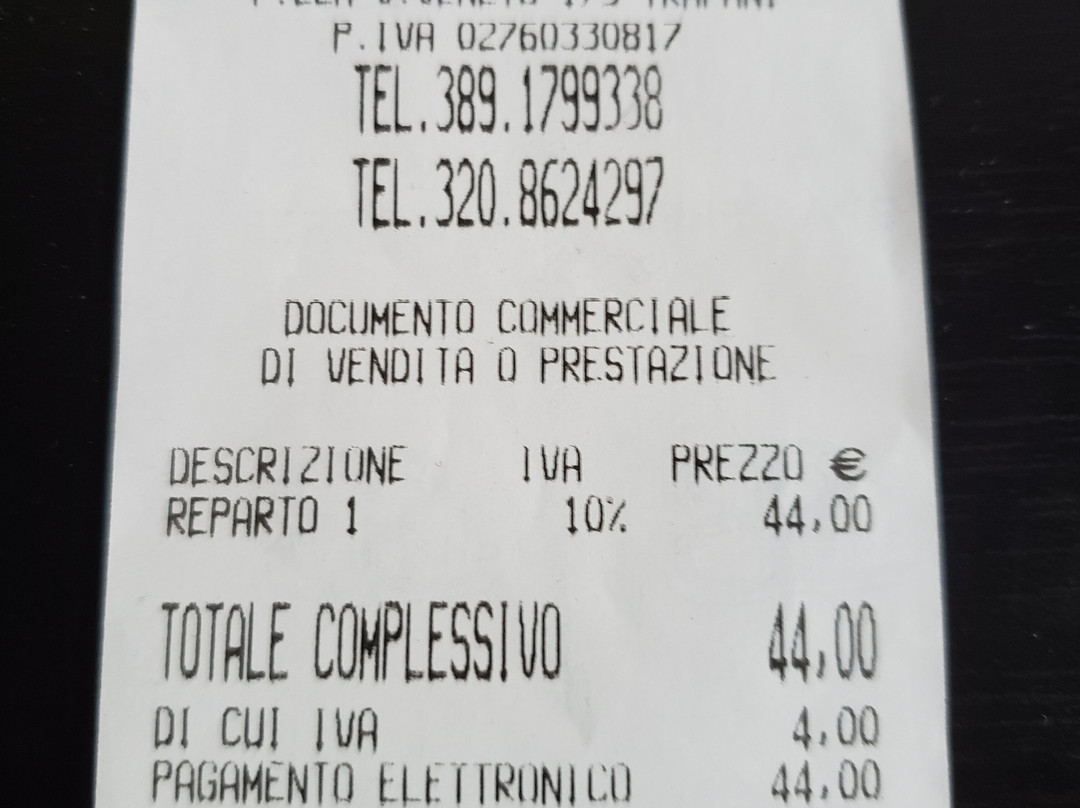 P.IVA 02760330817
TEL.389.1799338
TEL.320.8624297
DOCUMENTO COMMERCIALE
DI VENDITA O PRESTAZIONE
DESCRIZIONE IVA PREZZO €
REPARTO 1 10% 44,00
TOTALE COMPLESSIVO 44,00
DI CUI IVA 4,00
PAGAMENTO ELETTRONICO 44,00